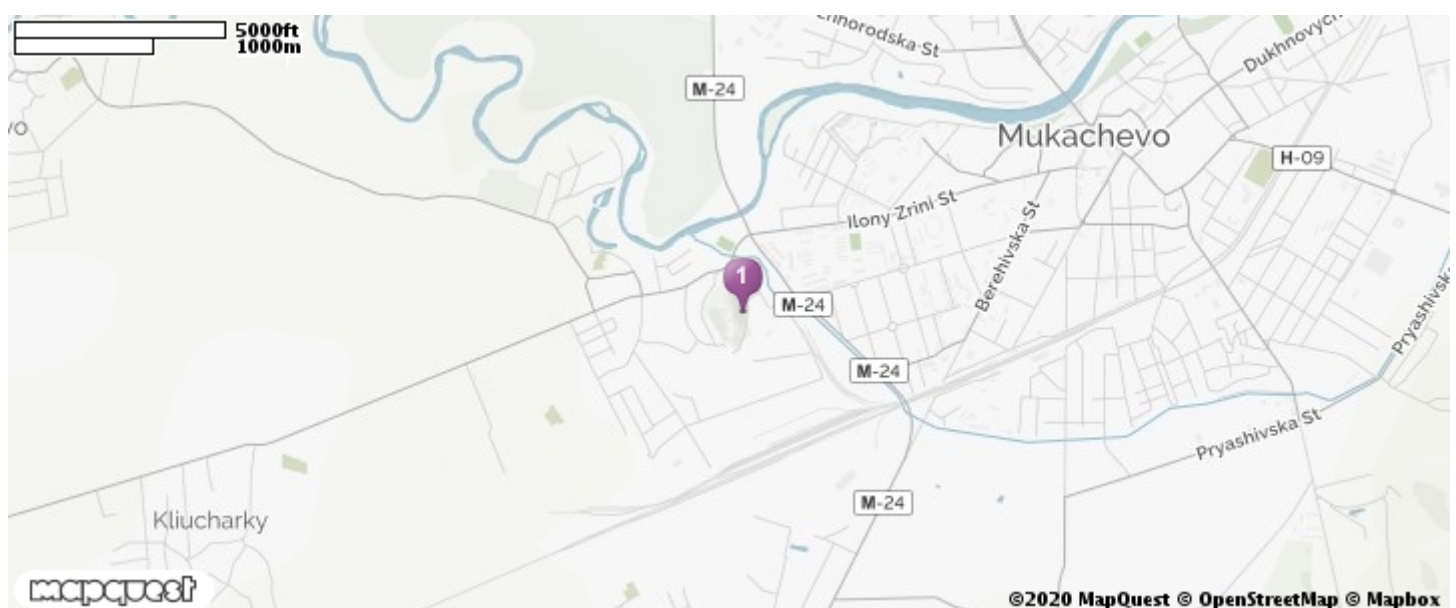 5000ft
1000m
M-24
Dukhnovych
Mukachevo
H-09
Ilony Zrini St
Berehivska St
1
M-24
M-24
Pryashivska St
M-24
Kliucharky
mapquest
©2020 MapQuest © OpenStreetMap © Mapbox